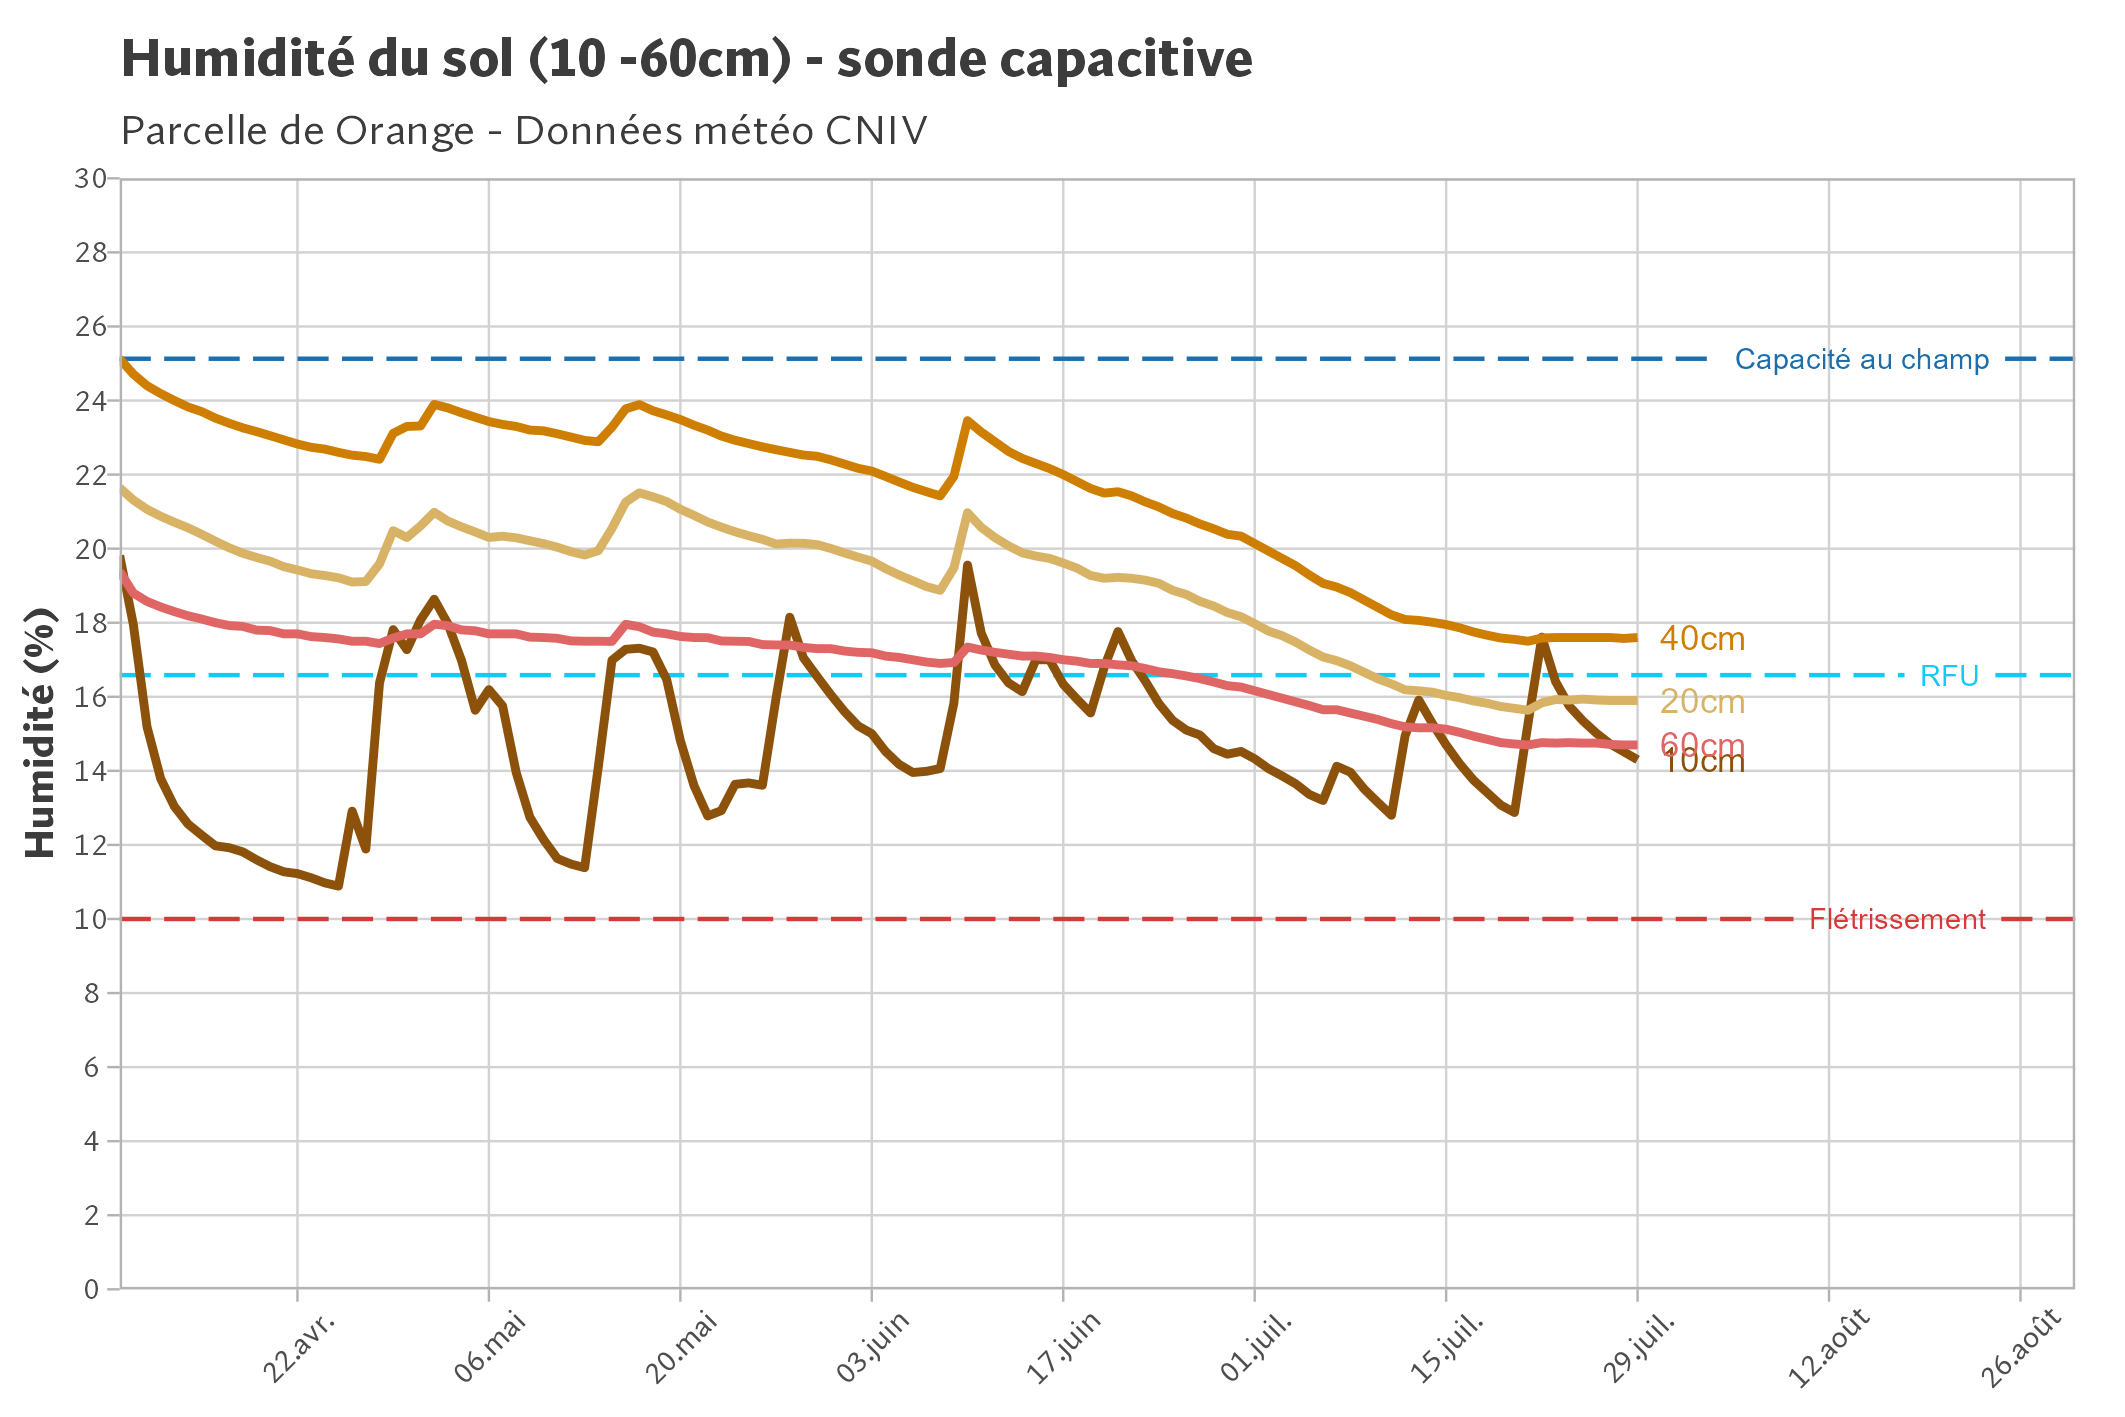 Humidité du sol (10 -60cm) - sonde capacitive
Parcelle de Orange - Données météo CNIV
Humidité (%)
30
28
26
24
22
20
18
16
14
12
10
8
6
4
2
0
Capacité au champ
40cm
RFU
20cm
60cm
10cm
Flétrissement
22.avr.
06.mai
20.mai
03.juin
17.juin
01.juil.
15.juil.
29.juil.
12.août
26.août